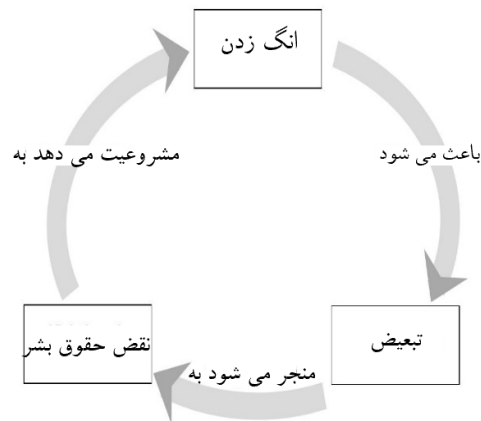 انگ زدن
باعث می شود
تبعیض
منجر می شود به
نقض حقوق بشر
مشروعیت می دهد به